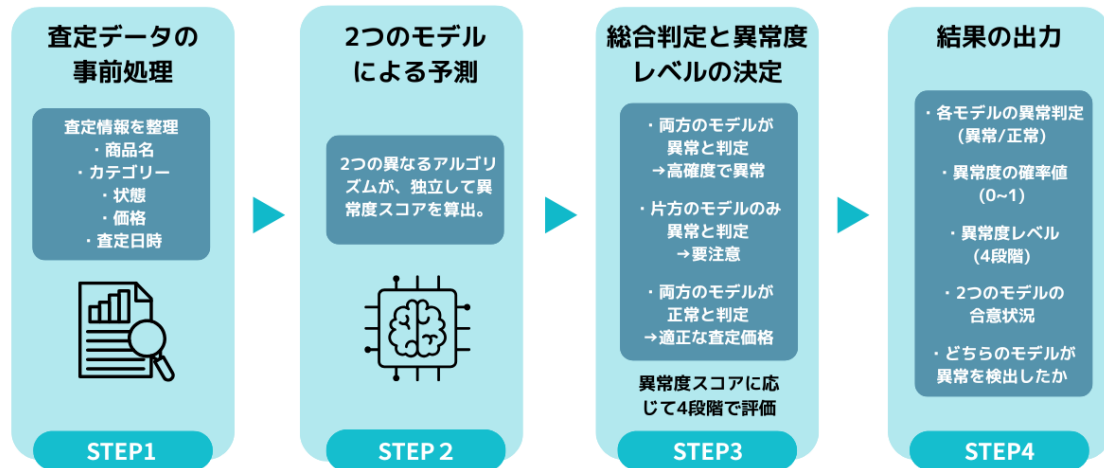 査定データの
事前処理
査定情報を整理
・商品名
・カテゴリー
・状態
・価格
・査定日時
STEP1
2つのモデル
による予測
2つの異なるアルゴリ
ズムが、独立して異
常度スコアを算出。
STEP 2
総合判定と異常度
レベルの決定
・両方のモデルが
異常と判定
→高確度で異常
・片方のモデルのみ
異常と判定
→要注意
・両方のモデルが
正常と判定
→適正な査定価格
異常度スコアに応
じて4段階で評価
STEP3
結果の出力
・各モデルの異常判定
(異常/正常)
・異常度の確率値
(0~1)
・異常度レベル
(4段階)
・2つのモデルの
合意状況
・どちらのモデルが
異常を検出したか
STEP4